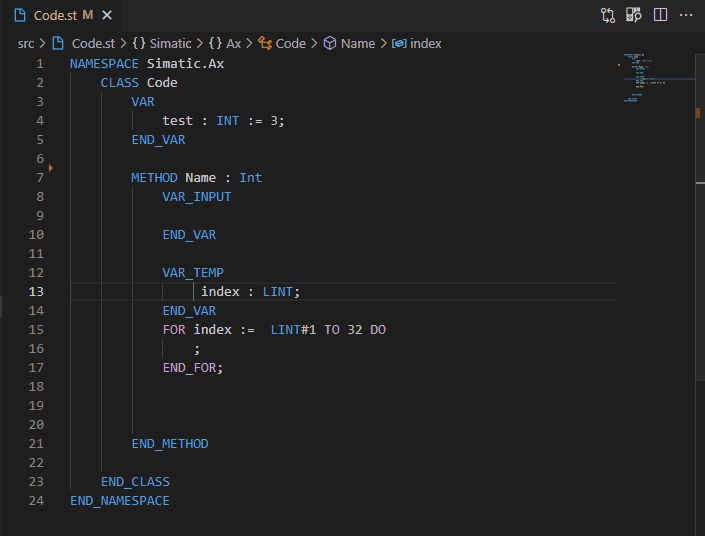 Code.st M
src > Code.st > {} Simatic > {} Ax > Code > Name > index
1 NAMESPACE Simatic.Ax
2 CLASS Code
3 VAR
4 test : INT := 3;
5 END_VAR
6
7 METHOD Name : Int
8 VAR_INPUT
9
10 END_VAR
11
12 VAR_TEMP
13 index : LINT;
14 END_VAR
15 FOR index :=  LINT#1 TO 32 DO
16 ;
17 END_FOR;
18
19
20
21 END_METHOD
22
23 END_CLASS
24 END_NAMESPACE